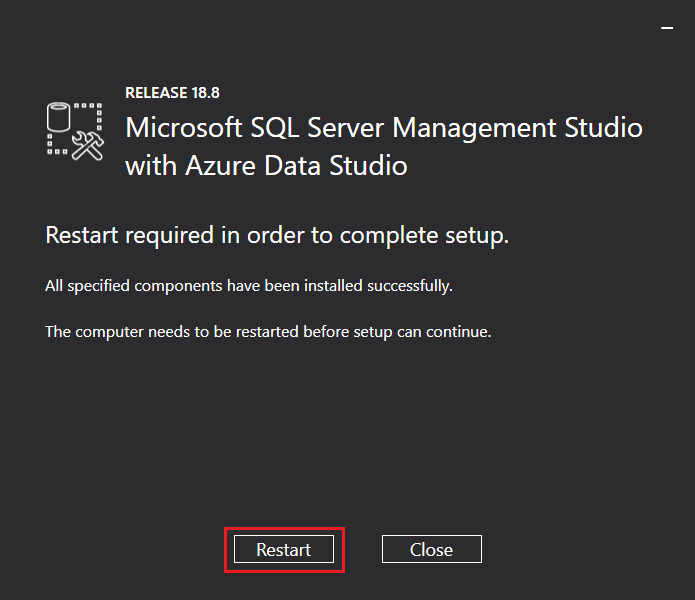 RELEASE 18.8
Microsoft SQL Server Management Studio
with Azure Data Studio
Restart required in order to complete setup.
All specified components have been installed successfully.
The computer needs to be restarted before setup can continue.
Restart
Close